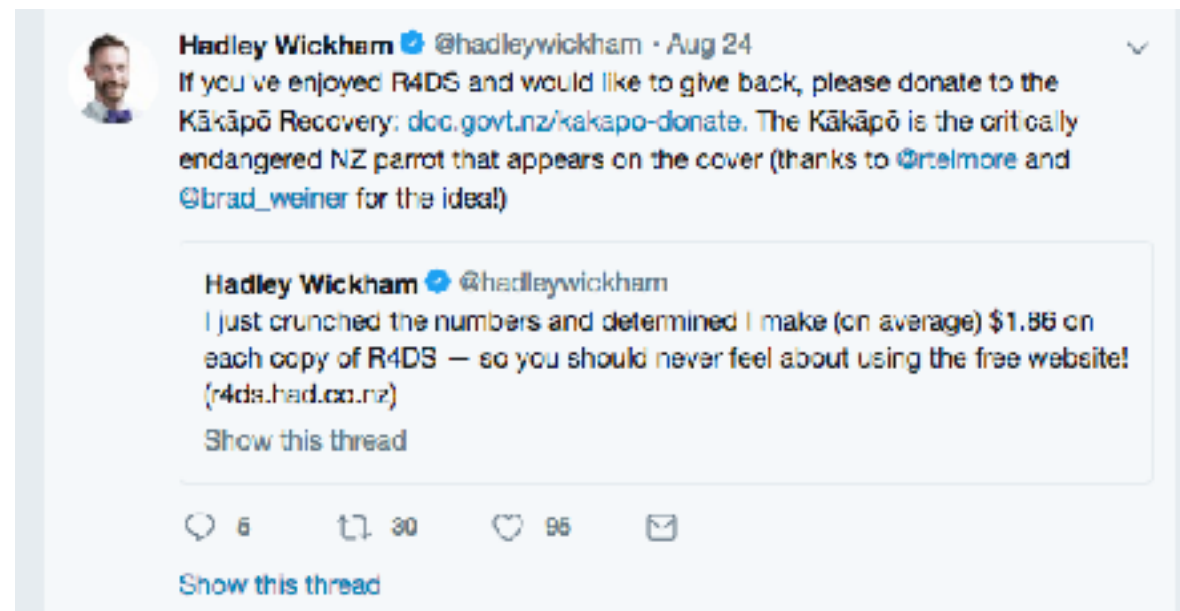 Hadley Wickham @hadleywickham · Aug 24
If you've enjoyed R4DS and would like to give back, please donate to the
Kākāpō Recovery: doc.govt.nz/kakapo-donate. The Kākāpō is the critically
endangered NZ parrot that appears on the cover (thanks to @rtelmore and
@brad_weiner for the idea!)
Hadley Wickham @hadleywickham
I just crunched the numbers and determined I make (on average) $1.86 on
each copy of R4DS — so you should never feel about using the free website!
(r4ds.had.co.nz)
Show this thread
5 30 95
Show this thread